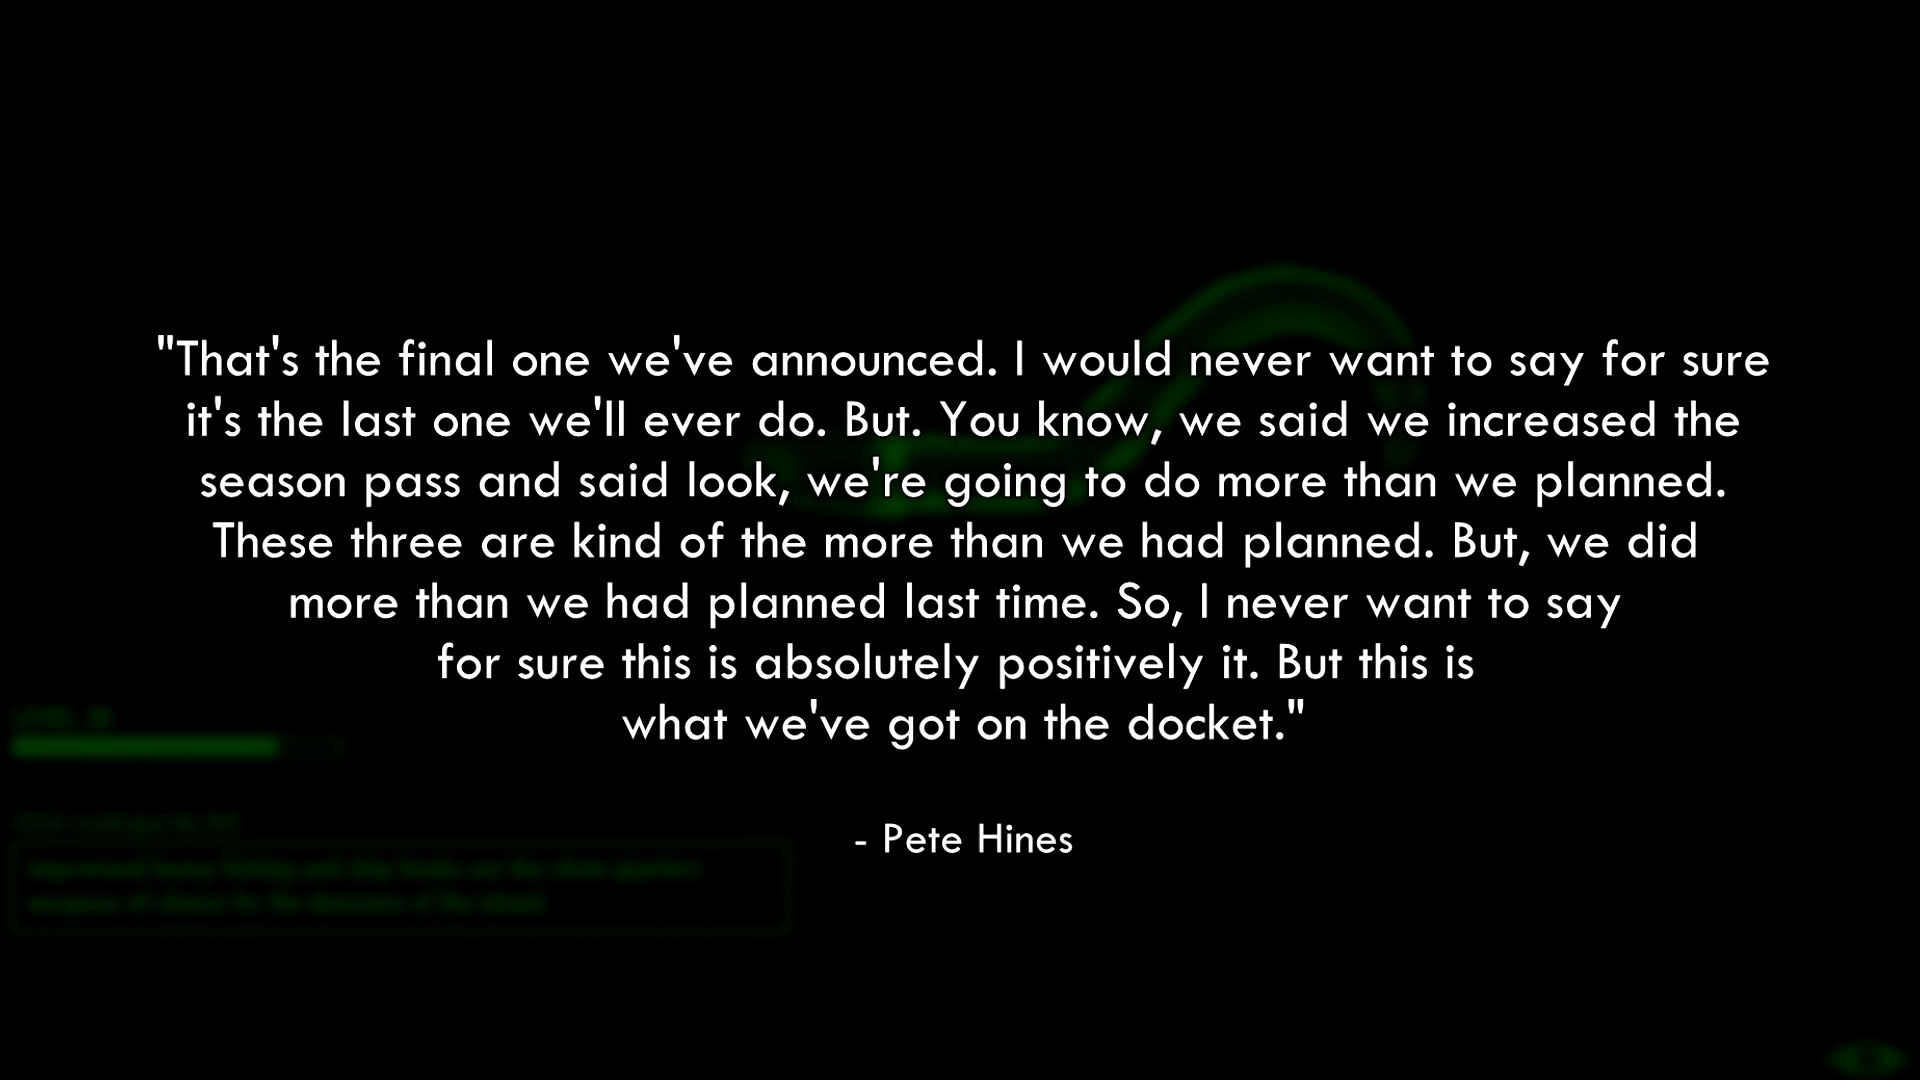 "That's the final one we've announced. I would never want to say for sure
it's the last one we'll ever do. But. You know, we said we increased the
season pass and said look, we're going to do more than we planned.
These three are kind of the more than we had planned. But, we did
more than we had planned last time. So, I never want to say
for sure this is absolutely positively it. But this is
what we've got on the docket."
- Pete Hines
LEVEL